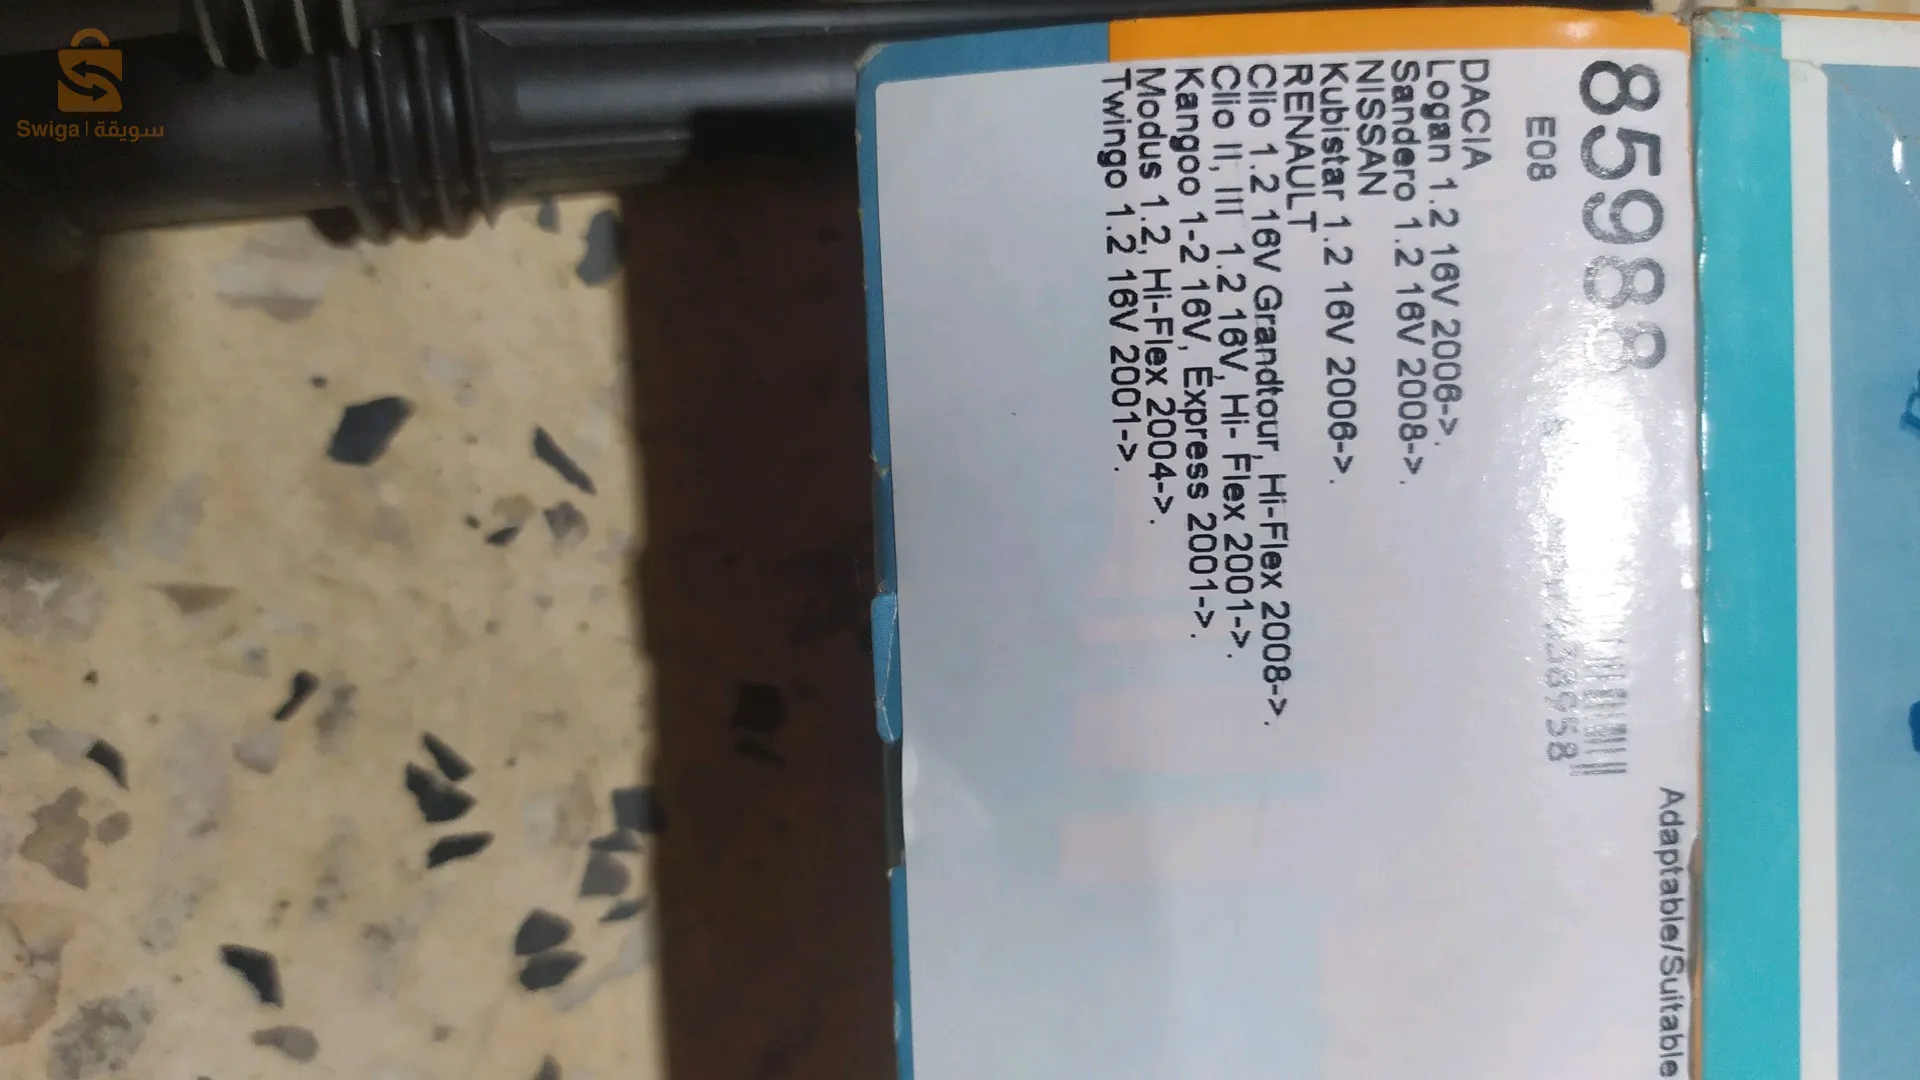 Swiga | سويقة
85988
E08
DACIA
Logan 1.2 16V 2006->.
Sandero 1.2 16V 2008->.
NISSAN
Kubistar 1.2 16V 2006->.
RENAULT
Clio 1.2 16V Grandtour, Hi-Flex 2008->.
Clio II, III 1.2 16V, Hi- Flex 2001->.
Kangoo 1-2 16V, Express 2001->.
Modus 1.2, Hi-Flex 2004->.
Twingo 1.2 16V 2001->.
Adaptable/Suitable